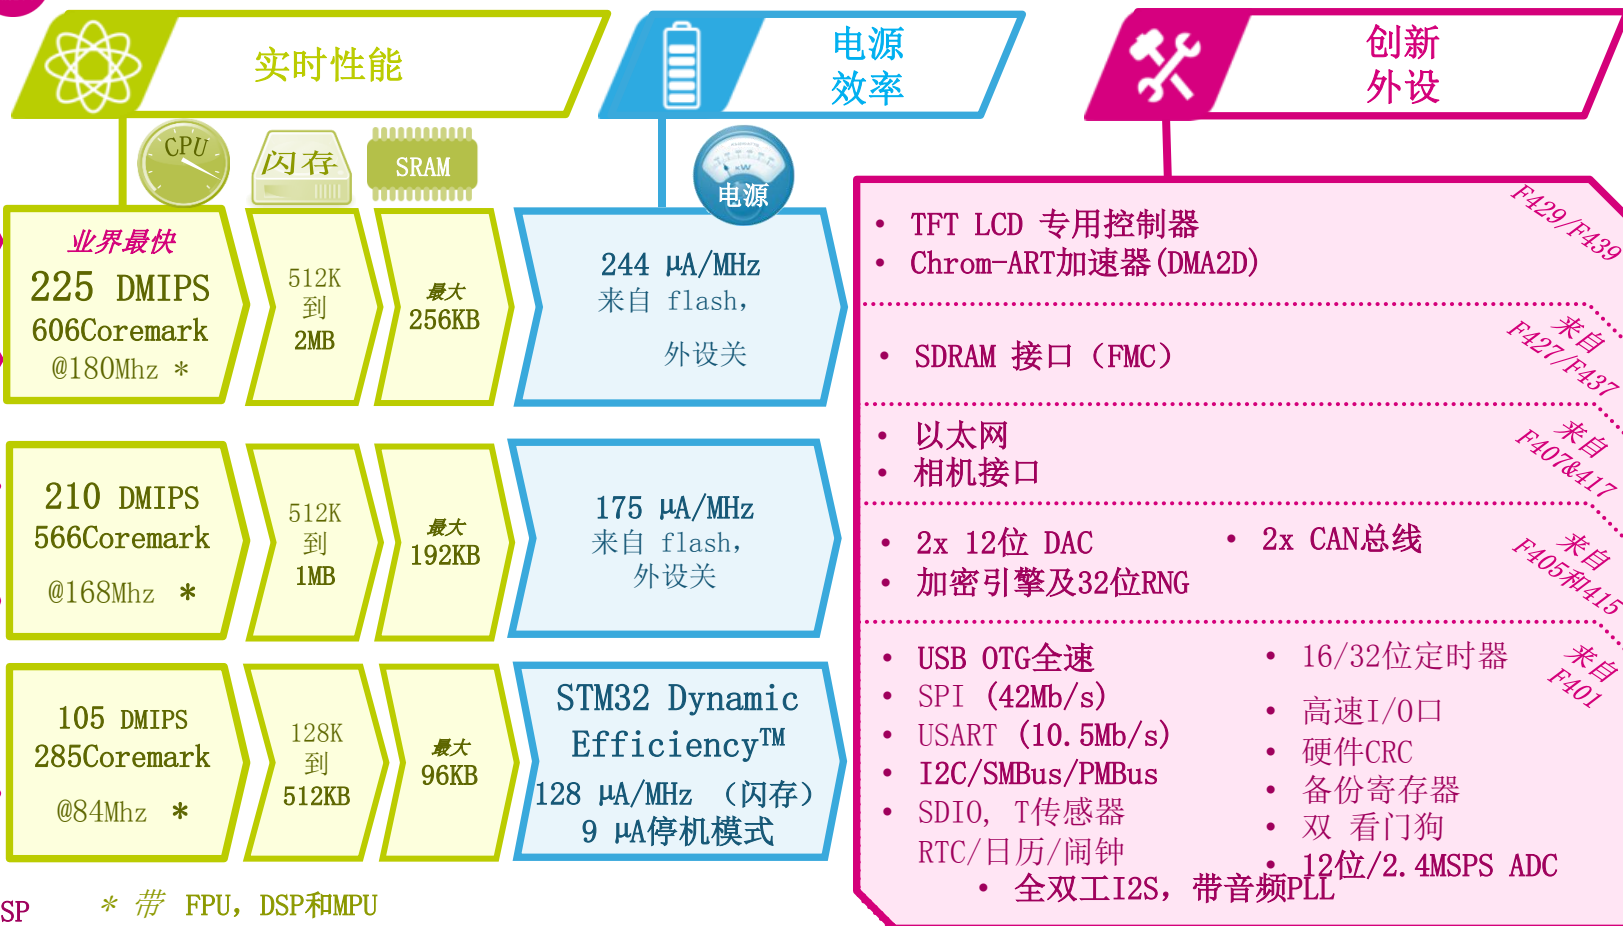 实时性能
电源
效率
创新
外设
CPU
闪存
SRAM
电源
业界最快
225 DMIPS
606Coremark
@180Mhz *
512K
到
2MB
最大
256KB
244 μA/MHz
来自 flash,
外设关
210 DMIPS
566Coremark
@168Mhz *
512K
到
1MB
最大
192KB
175 μA/MHz
来自 flash,
外设关
105 DMIPS
285Coremark
@84Mhz *
128K
到
512KB
最大
96KB
STM32 Dynamic
Efficiency™
128 μA/MHz （闪存）
9 μA停机模式
• TFT LCD 专用控制器
• Chrom-ART加速器(DMA2D)
F429/F439
• SDRAM 接口（FMC）
来自
F427/F437
• 以太网
• 相机接口
来自
F407&417
• 2x 12位 DAC
• 2x CAN总线
• 加密引擎及32位RNG
来自
F405和415
• USB OTG全速
• SPI (42Mb/s)
• USART (10.5Mb/s)
• I2C/SMBus/PMBus
• SDIO, T传感器
RTC/日历/闹钟
• 16/32位定时器
• 高速I/O口
• 硬件CRC
• 备份寄存器
• 双 看门狗
• 12位/2.4MSPS ADC
• 全双工I2S, 带音频PLL
来自
F401
SP
* 带 FPU, DSP和MPU